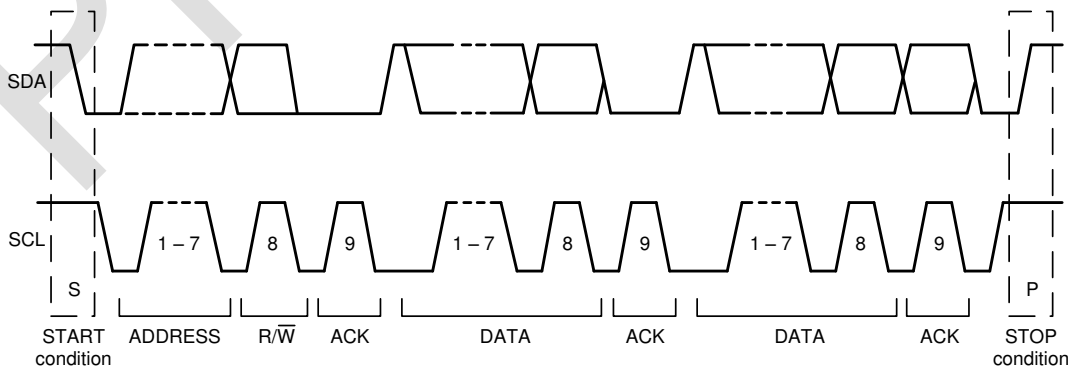 SDA
SCL
1 – 7 8 9 1 – 7 8 9 1 – 7 8 9
S P
START condition ADDRESS R/W̅ ACK DATA ACK DATA ACK STOP condition